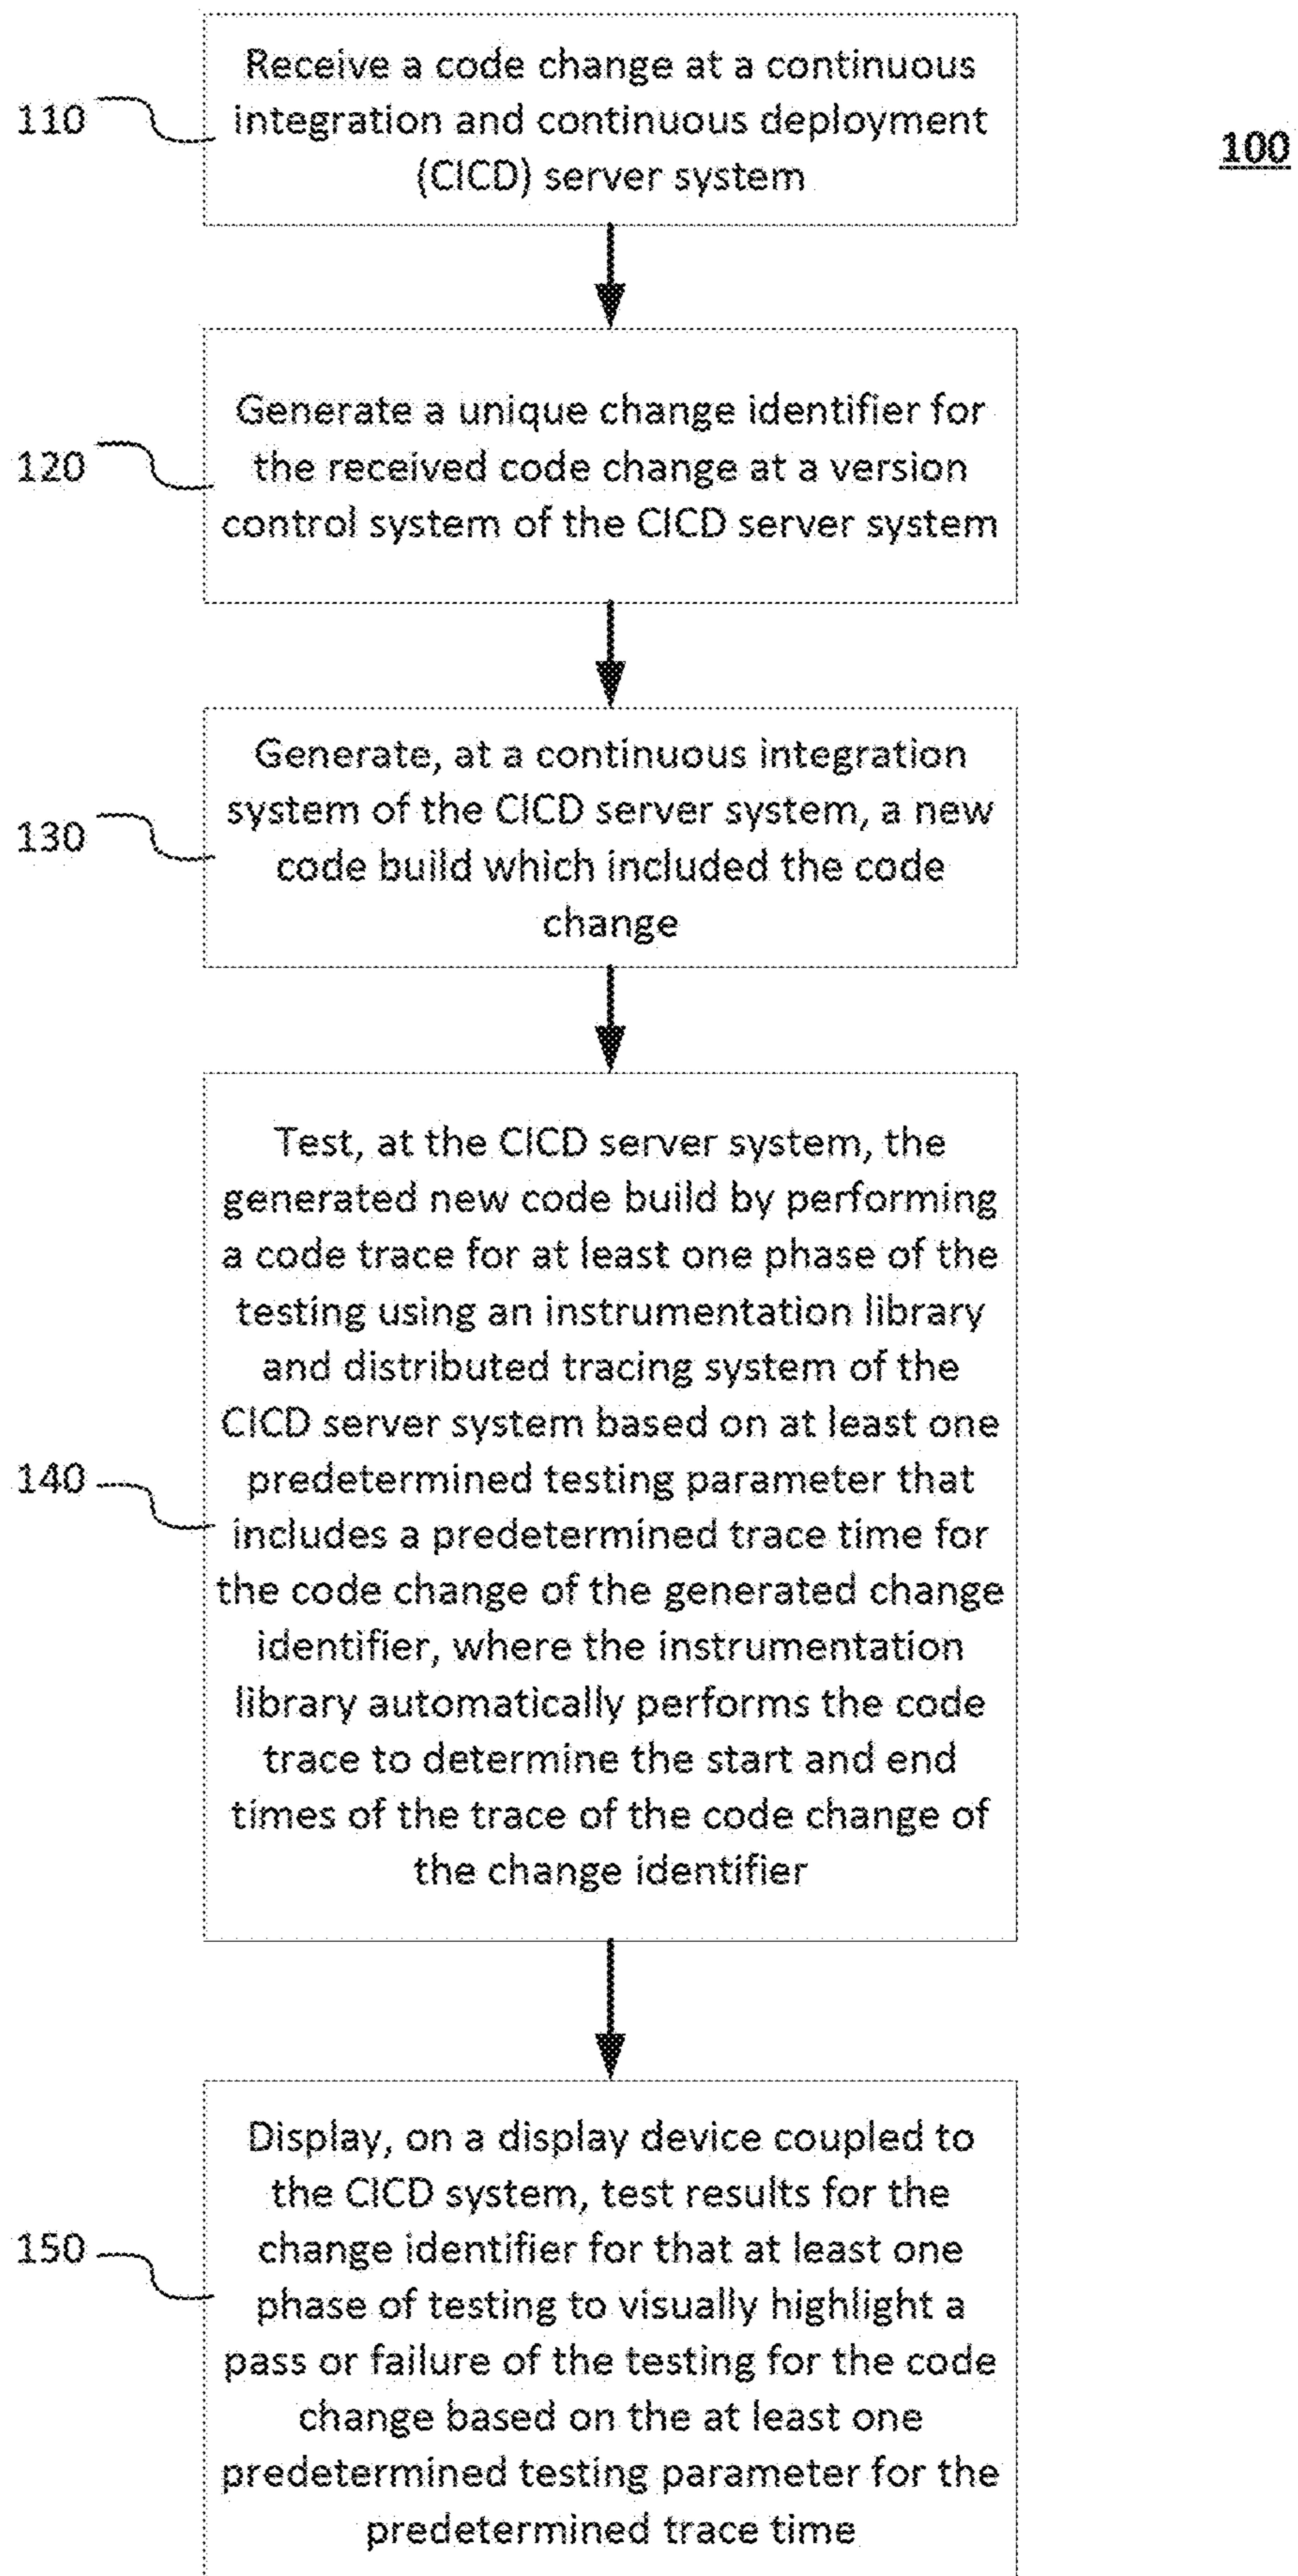 Receive a code change at a continuous
integration and continuous deployment
(CICD) server system
110
100
Generate a unique change identifier for
the received code change at a version
control system of the CICD server system
120
Generate, at a continuous integration
system of the CICD server system, a new
code build which included the code
change
130
Test, at the CICD server system, the
generated new code build by performing
a code trace for at least one phase of the
testing using an instrumentation library
and distributed tracing system of the
CICD server system based on at least one
predetermined testing parameter that
includes a predetermined trace time for
the code change of the generated change
identifier, where the instrumentation
library automatically performs the code
trace to determine the start and end
times of the trace of the code change of
the change identifier
140
Display, on a display device coupled to
the CICD system, test results for the
change identifier for that at least one
phase of testing to visually highlight a
pass or failure of the testing for the code
change based on the at least one
predetermined testing parameter for the
predetermined trace time
150